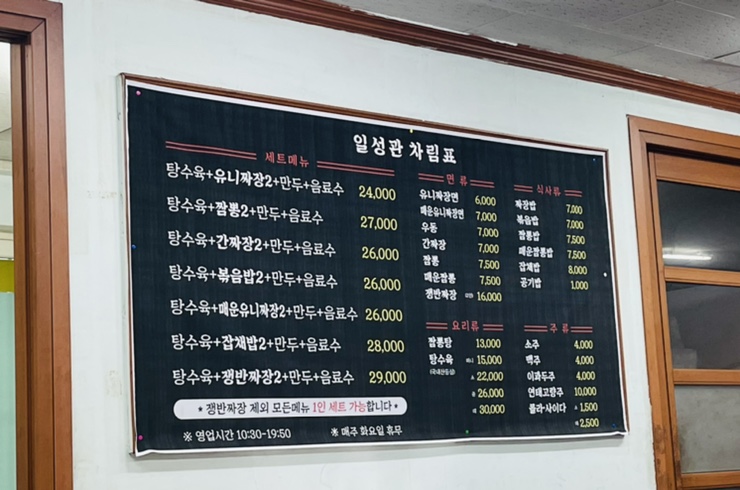 일성관 차림표
세트메뉴
탕수육+유니짜장2+만두+음료수 24,000
탕수육+짬뽕2+만두+음료수 27,000
탕수육+간짜장2+만두+음료수 26,000
탕수육+볶음밥2+만두+음료수 26,000
탕수육+매운유니짜장2+만두+음료수 26,000
탕수육+잡채밥2+만두+음료수 28,000
탕수육+쟁반짜장2+만두+음료수 29,000
* 쟁반짜장 제외 모든메뉴 1인 세트 가능합니다 *
※ 영업시간 10:30-19:50
※ 매주 화요일 휴무
면 류
유니짜장면 6,000
매운유니짜장면 7,000
우동 7,000
간짜장 7,000
짬뽕 7,500
매운짬뽕 7,500
쟁반짜장 16,000
식사류
짜장밥 7,000
볶음밥 7,000
짬뽕밥 7,500
매운짬뽕밥 7,500
잡채밥 8,000
공기밥 1,000
요리류
짬뽕탕 13,000
탕수육 미니 15,000
소 22,000
중 26,000
대 30,000
주 류
소주 4,000
맥주 4,000
이과두주 4,000
연태고량주 10,000
콜라·사이다 소 1,500
대 2,500